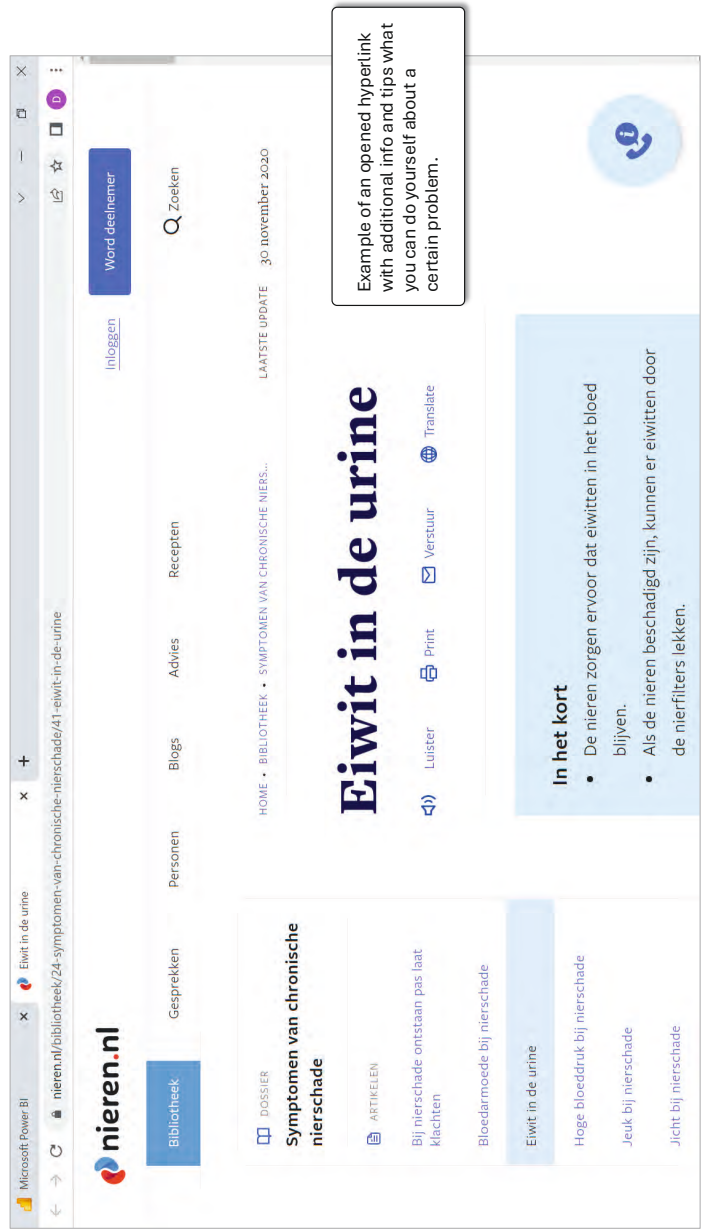 Microsoft Power BI
Eiwit in de urine
nieren.nl/bibliotheek/24-symptomen-van-chronische-nierschade/41-eiwit-in-de-urine
D
nieren.nl
Inloggen
Word deelnemer
Bibliotheek
Gesprekken
Personen
Blogs
Advies
Recepten
Zoeken
DOSSIER
Symptomen van chronische
nierschade
ARTIKELEN
Bij nierschade ontstaan pas laat
klachten
Bloedarmoede bij nierschade
Eiwit in de urine
Hoge bloeddruk bij nierschade
Jeuk bij nierschade
Jicht bij nierschade
HOME • BIBLIOTHEEK • SYMPTOMEN VAN CHRONISCHE NIERS...
LAATSTE UPDATE 30 november 2020
Eiwit in de urine
Luister
Print
Verstuur
Translate
In het kort
• De nieren zorgen ervoor dat eiwitten in het bloed
blijven.
• Als de nieren beschadigd zijn, kunnen er eiwitten door
de nierfilters lekken.
Example of an opened hyperlink
with additional info and tips what
you can do yourself about a
certain problem.